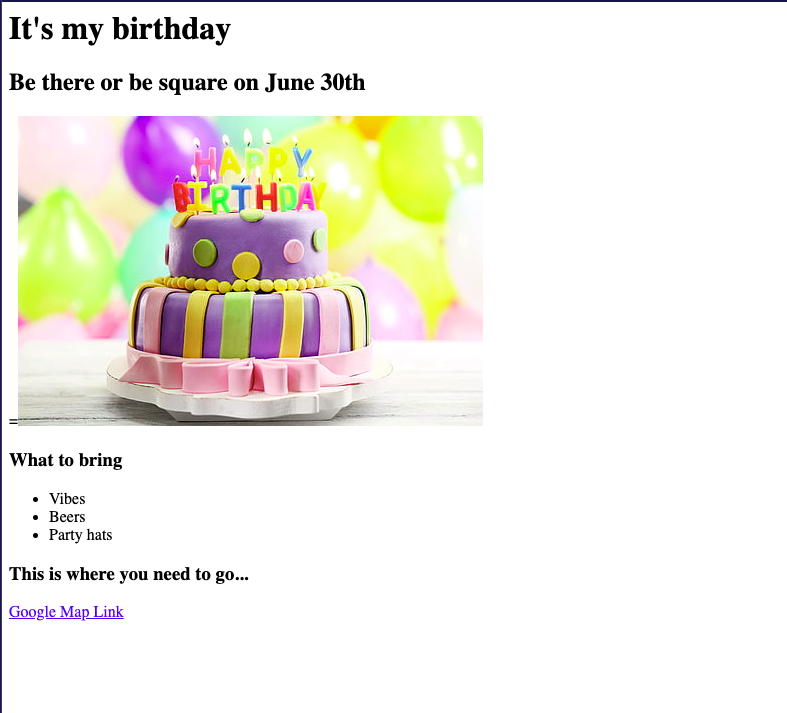 It's my birthday
Be there or be square on June 30th
HAPPY
BIRTHDAY
=
What to bring
Vibes
Beers
Party hats
This is where you need to go...
Google Map Link